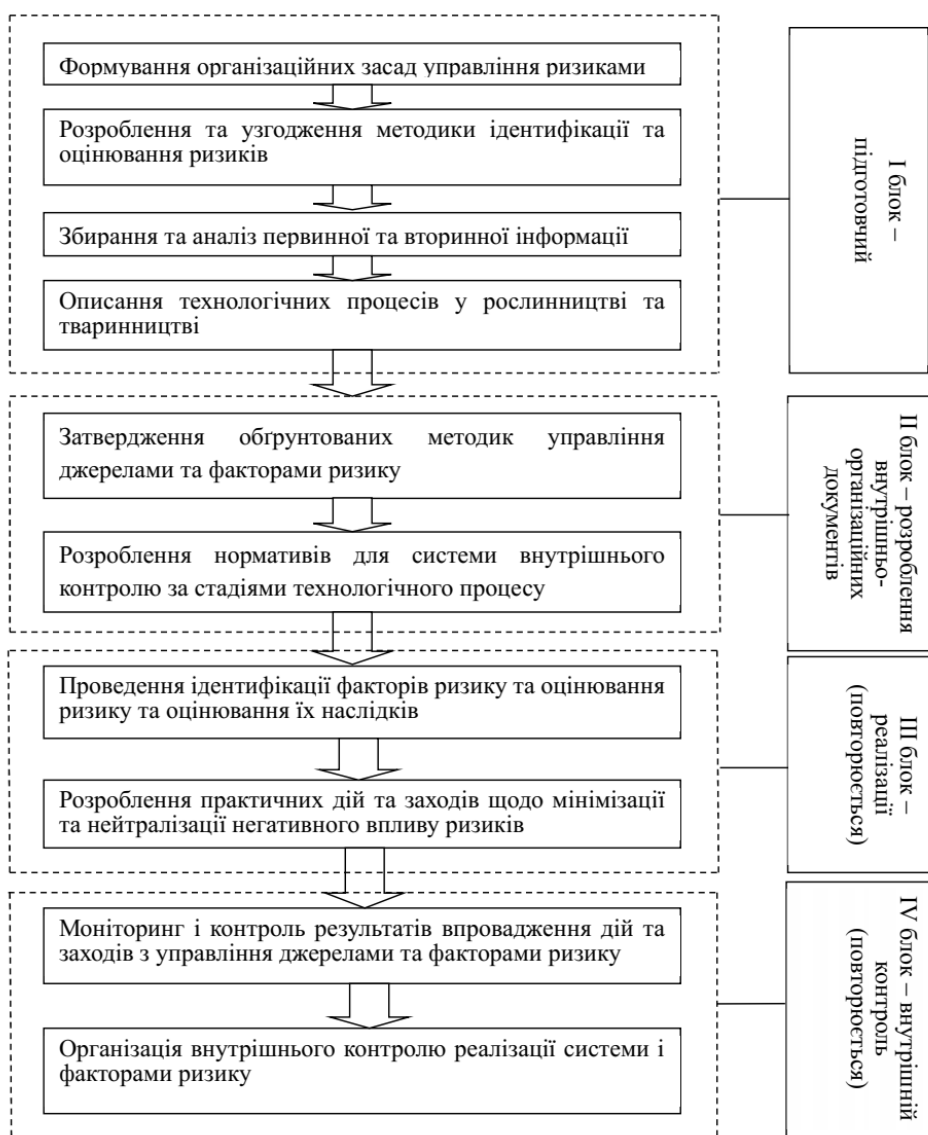 Формування організаційних засад управління ризиками
Розроблення та узгодження методики ідентифікації та
оцінювання ризиків
Збирання та аналіз первинної та вторинної інформації
Описання технологічних процесів у рослинництві та
тваринництві
І блок –
підготовчий
Затвердження обґрунтованих методик управління
джерелами та факторами ризику
Розроблення нормативів для системи внутрішнього
контролю за стадіями технологічного процесу
ІІ блок – розроблення
внутрішньо-
організаційних
документів
Проведення ідентифікації факторів ризику та оцінювання
ризику та оцінювання їх наслідків
Розроблення практичних дій та заходів щодо мінімізації
та нейтралізації негативного впливу ризиків
ІІІ блок –
реалізації
(повторюється)
Моніторинг і контроль результатів впровадження дій та
заходів з управління джерелами та факторами ризику
Організація внутрішнього контролю реалізації системи і
факторами ризику
IV блок – внутрішній
контроль
(повторюється)